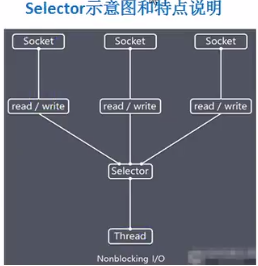 Selector示意图和特点说明
Socket Socket Socket
read / write read / write read / write
Selector
Thread
Nonblocking I/O